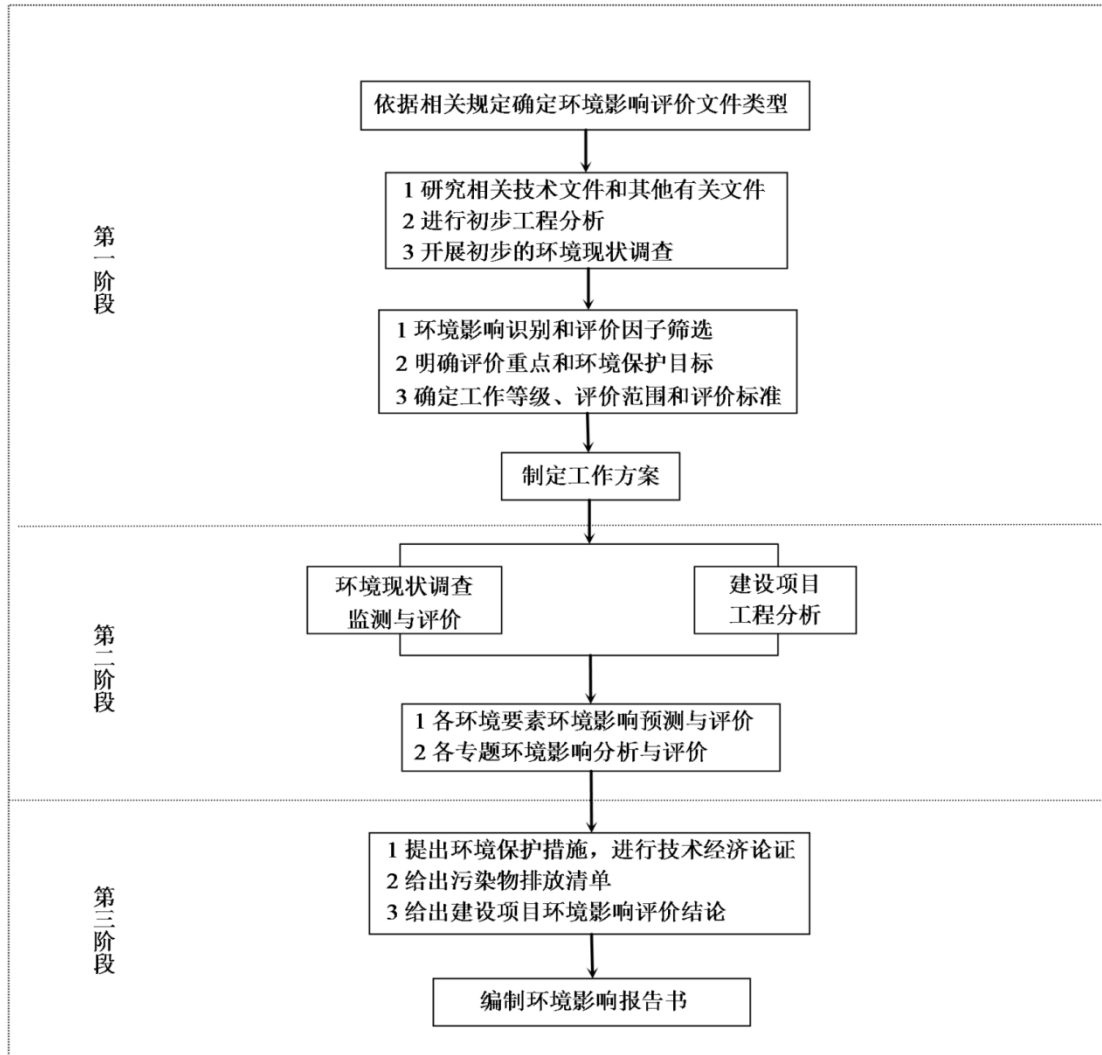 依据相关规定确定环境影响评价文件类型
1 研究相关技术文件和其他有关文件
2 进行初步工程分析
3 开展初步的环境现状调查
第一阶段
1 环境影响识别和评价因子筛选
2 明确评价重点和环境保护目标
3 确定工作等级、评价范围和评价标准
制定工作方案
第二阶段
环境现状调查
监测与评价
建设项目
工程分析
1 各环境要素环境影响预测与评价
2 各专题环境影响分析与评价
第三阶段
1 提出环境保护措施，进行技术经济论证
2 给出污染物排放清单
3 给出建设项目环境影响评价结论
编制环境影响报告书